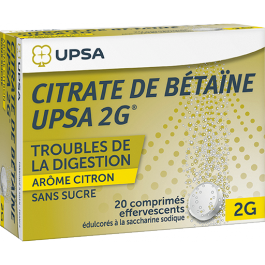 UPSA
CITRATE DE BÉTAÏNE
UPSA 2G®
TROUBLES DE
LA DIGESTION
ARÔME CITRON
SANS SUCRE
20 comprimés
effervescents
édulcorés à la saccharine sodique
2G
2G